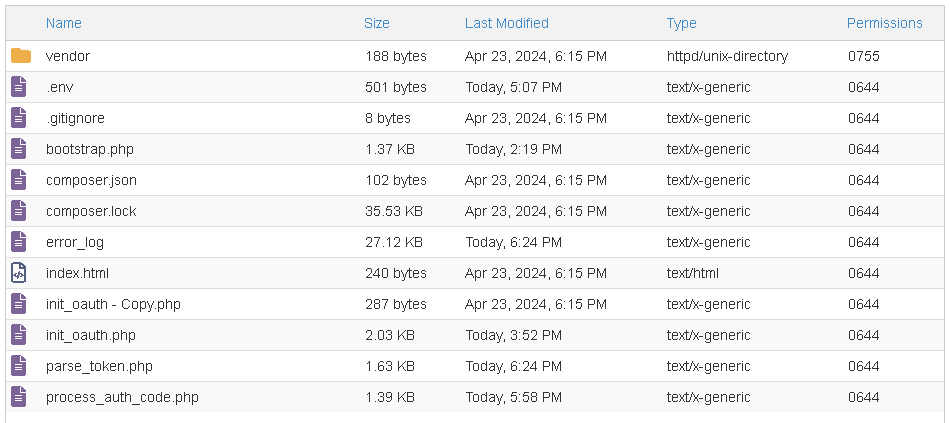 Name Size Last Modified Type Permissions
vendor 188 bytes Apr 23, 2024, 6:15 PM httpd/unix-directory 0755
.env 501 bytes Today, 5:07 PM text/x-generic 0644
.gitignore 8 bytes Apr 23, 2024, 6:15 PM text/x-generic 0644
bootstrap.php 1.37 KB Today, 2:19 PM text/x-generic 0644
composer.json 102 bytes Apr 23, 2024, 6:15 PM text/x-generic 0644
composer.lock 35.53 KB Apr 23, 2024, 6:15 PM text/x-generic 0644
error_log 27.12 KB Today, 6:24 PM text/x-generic 0644
index.html 240 bytes Apr 23, 2024, 6:15 PM text/html 0644
init_oauth - Copy.php 287 bytes Apr 23, 2024, 6:15 PM text/x-generic 0644
init_oauth.php 2.03 KB Today, 3:52 PM text/x-generic 0644
parse_token.php 1.63 KB Today, 6:24 PM text/x-generic 0644
process_auth_code.php 1.39 KB Today, 5:58 PM text/x-generic 0644